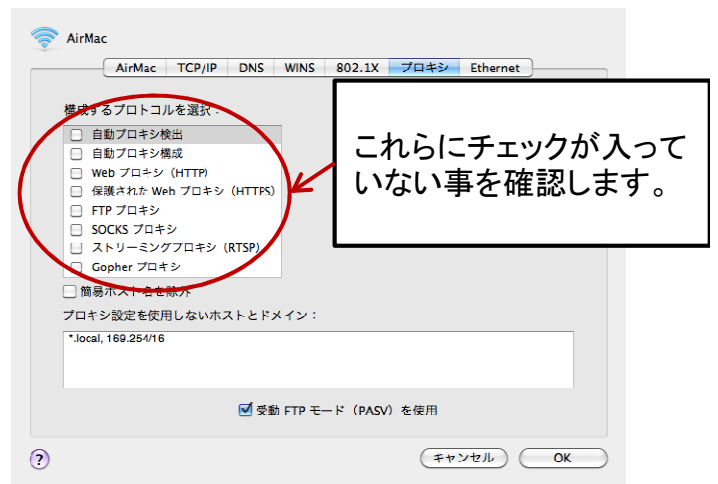 AirMac
AirMac TCP/IP DNS WINS 802.1X プロキシ Ethernet
構成するプロトコルを選択：
自動プロキシ検出
自動プロキシ構成
Web プロキシ（HTTP）
保護された Web プロキシ（HTTPS）
FTP プロキシ
SOCKS プロキシ
ストリーミングプロキシ（RTSP）
Gopher プロキシ
これらにチェックが入って
いない事を確認します。
簡易ホスト名を除外
プロキシ設定を使用しないホストとドメイン：
*.local, 169.254/16
受動 FTP モード（PASV）を使用
?
キャンセル OK